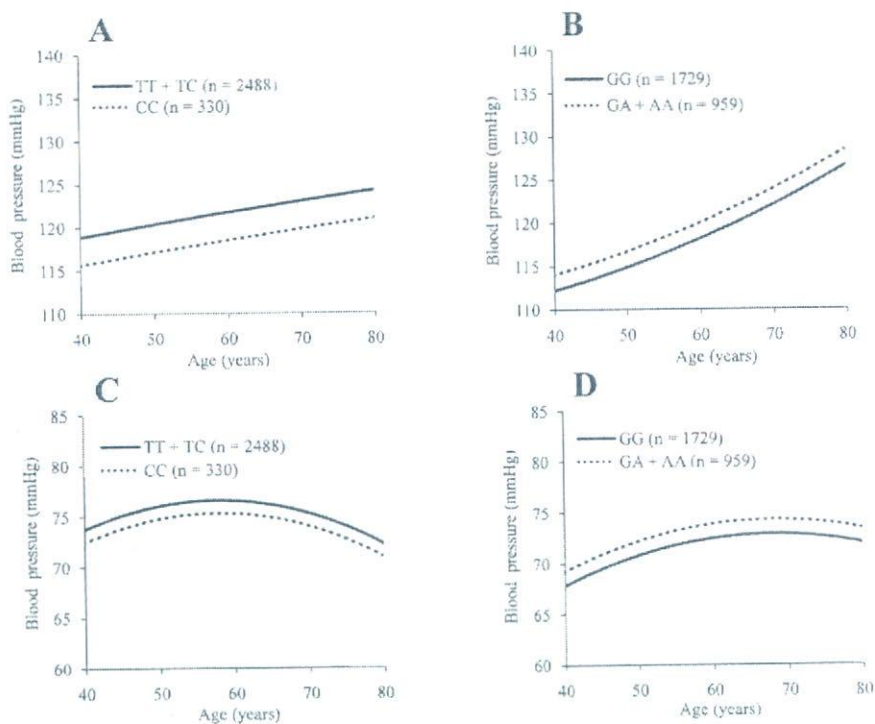 A
Blood pressure (mmHg)
140
135
130
125
120
115
110
TT + TC (n = 2488)
CC (n = 330)
40 50 60 70 80
Age (years)
B
Blood pressure (mmHg)
140
135
130
125
120
115
110
GG (n = 1729)
GA + AA (n = 959)
40 50 60 70 80
Age (years)
C
Blood pressure (mmHg)
85
80
75
70
65
60
TT + TC (n = 2488)
CC (n = 330)
40 50 60 70 80
Age (years)
D
Blood pressure (mmHg)
85
80
75
70
65
60
GG (n = 1729)
GA + AA (n = 959)
40 50 60 70 80
Age (years)